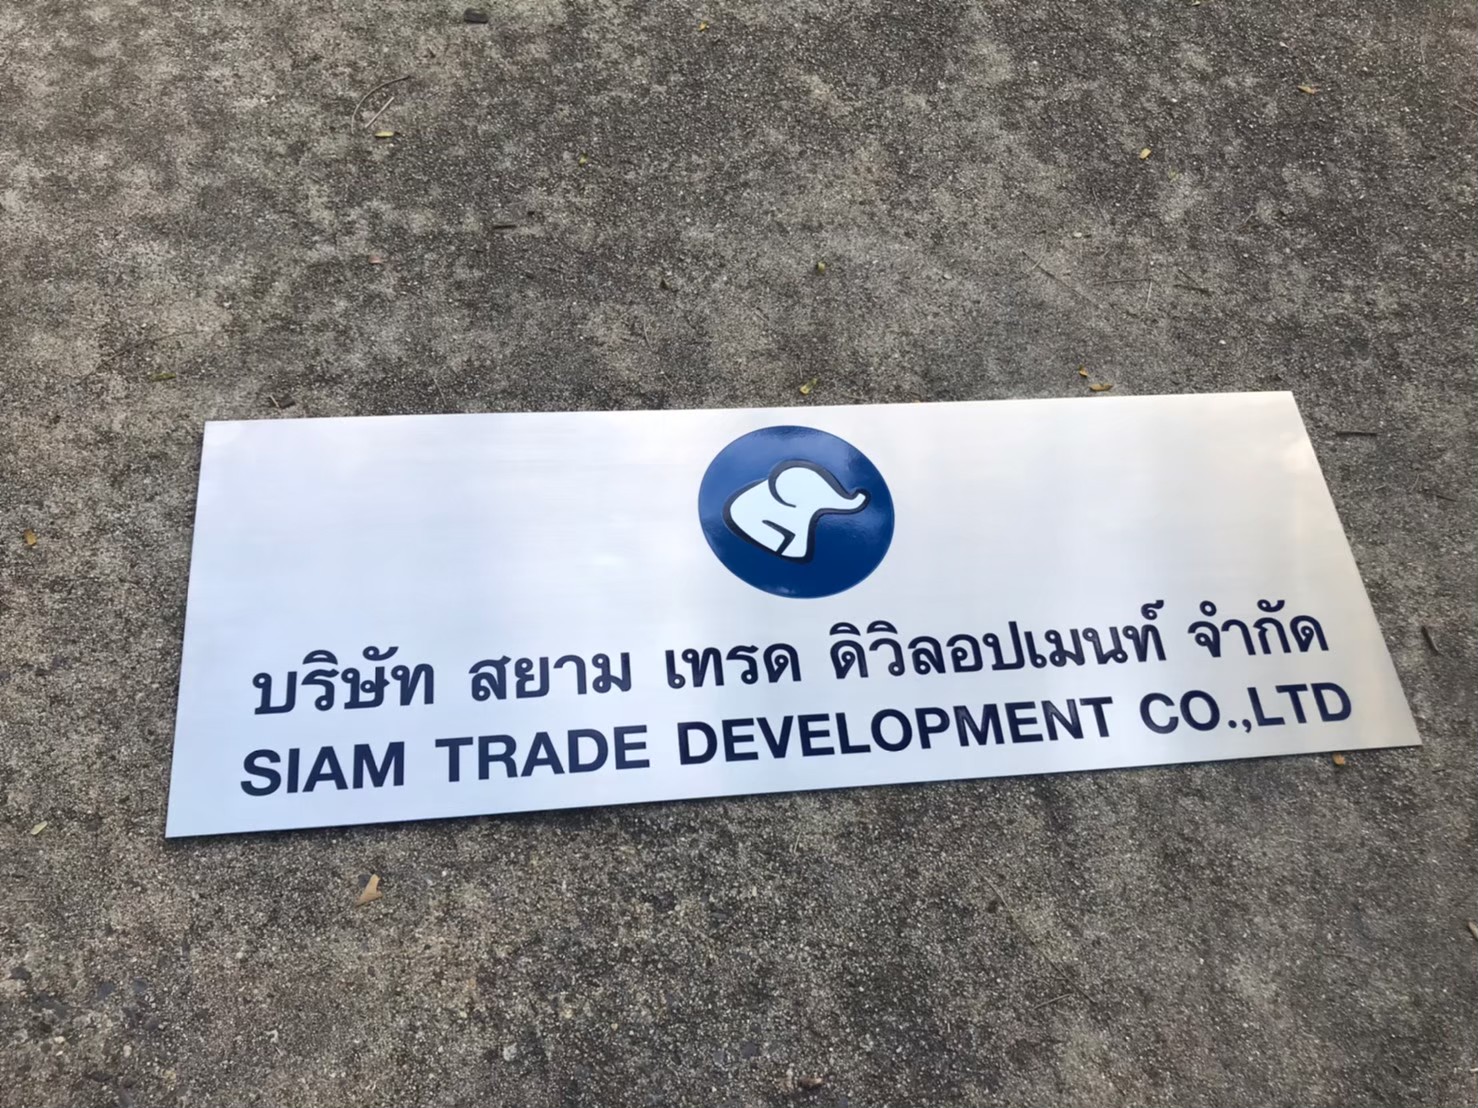 บริษัท สยาม เทรด ดิวิลอปเมนท์ จำกัด
SIAM TRADE DEVELOPMENT CO.,LTD